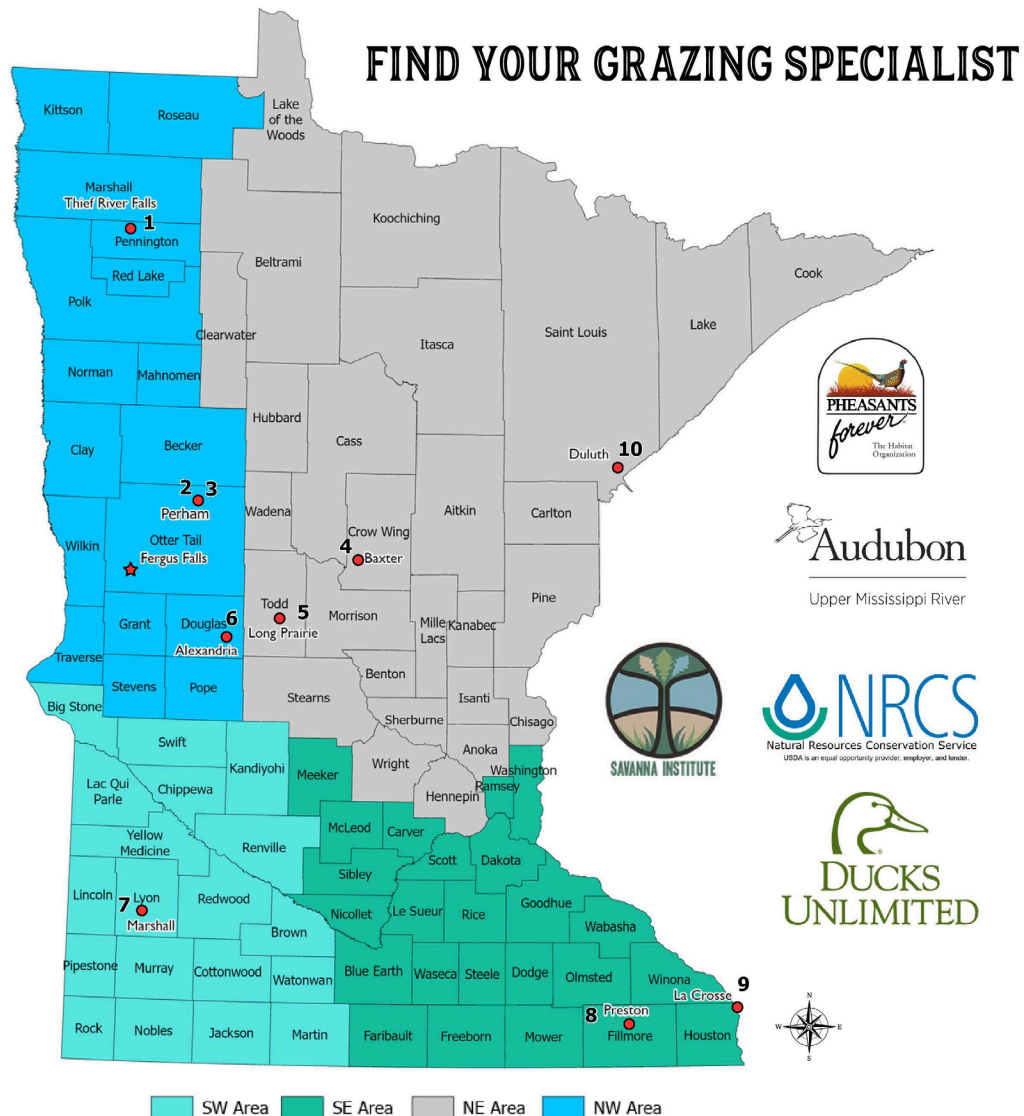 FIND YOUR GRAZING SPECIALIST
Kittson
Roseau
Lake
of the
Woods
Marshall
Thief River Falls
1
Pennington
Red Lake
Polk
Koochiching
Beltrami
Clearwater
Cook
Lake
Saint Louis
Itasca
Norman
Mahnomen
Hubbard
Cass
Clay
Becker
Duluth 10
2 3
Perham
Otter Tail
Fergus Falls
Wilkin
Wadena
Crow Wing
4
Baxter
Aitkin
Carlton
Pine
Grant
Douglas 6
Alexandria
Todd 5
Long Prairie
Morrison
Mille
Lacs
Kanabec
Traverse
Stevens
Pope
Stearns
Benton
Isanti
Sherburne
Chisago
Big Stone
Swift
Kandiyohi
Meeker
Wright
Anoka
Washington
Ramsey
Hennepin
Lac Qui
Parle
Chippewa
Yellow
Medicine
Renville
McLeod
Carver
Scott
Dakota
Sibley
Lincoln
7
Lyon
Marshall
Redwood
Brown
Nicollet
Le Sueur
Rice
Goodhue
Wabasha
Pipestone
Murray
Cottonwood
Watonwan
Blue Earth
Waseca
Steele
Dodge
Olmsted
Winona
9
La Crosse
Rock
Nobles
Jackson
Martin
Faribault
Freeborn
Mower
8
Preston
Fillmore
Houston
PHEASANTS
forever
The Habitat
Organization
Audubon
Upper Mississippi River
SAVANNA INSTITUTE
NRCS
Natural Resources Conservation Service
USDA is an equal opportunity provider, employer, and lender.
DUCKS
UNLIMITED
N
W E
S
SW Area SE Area NE Area NW Area